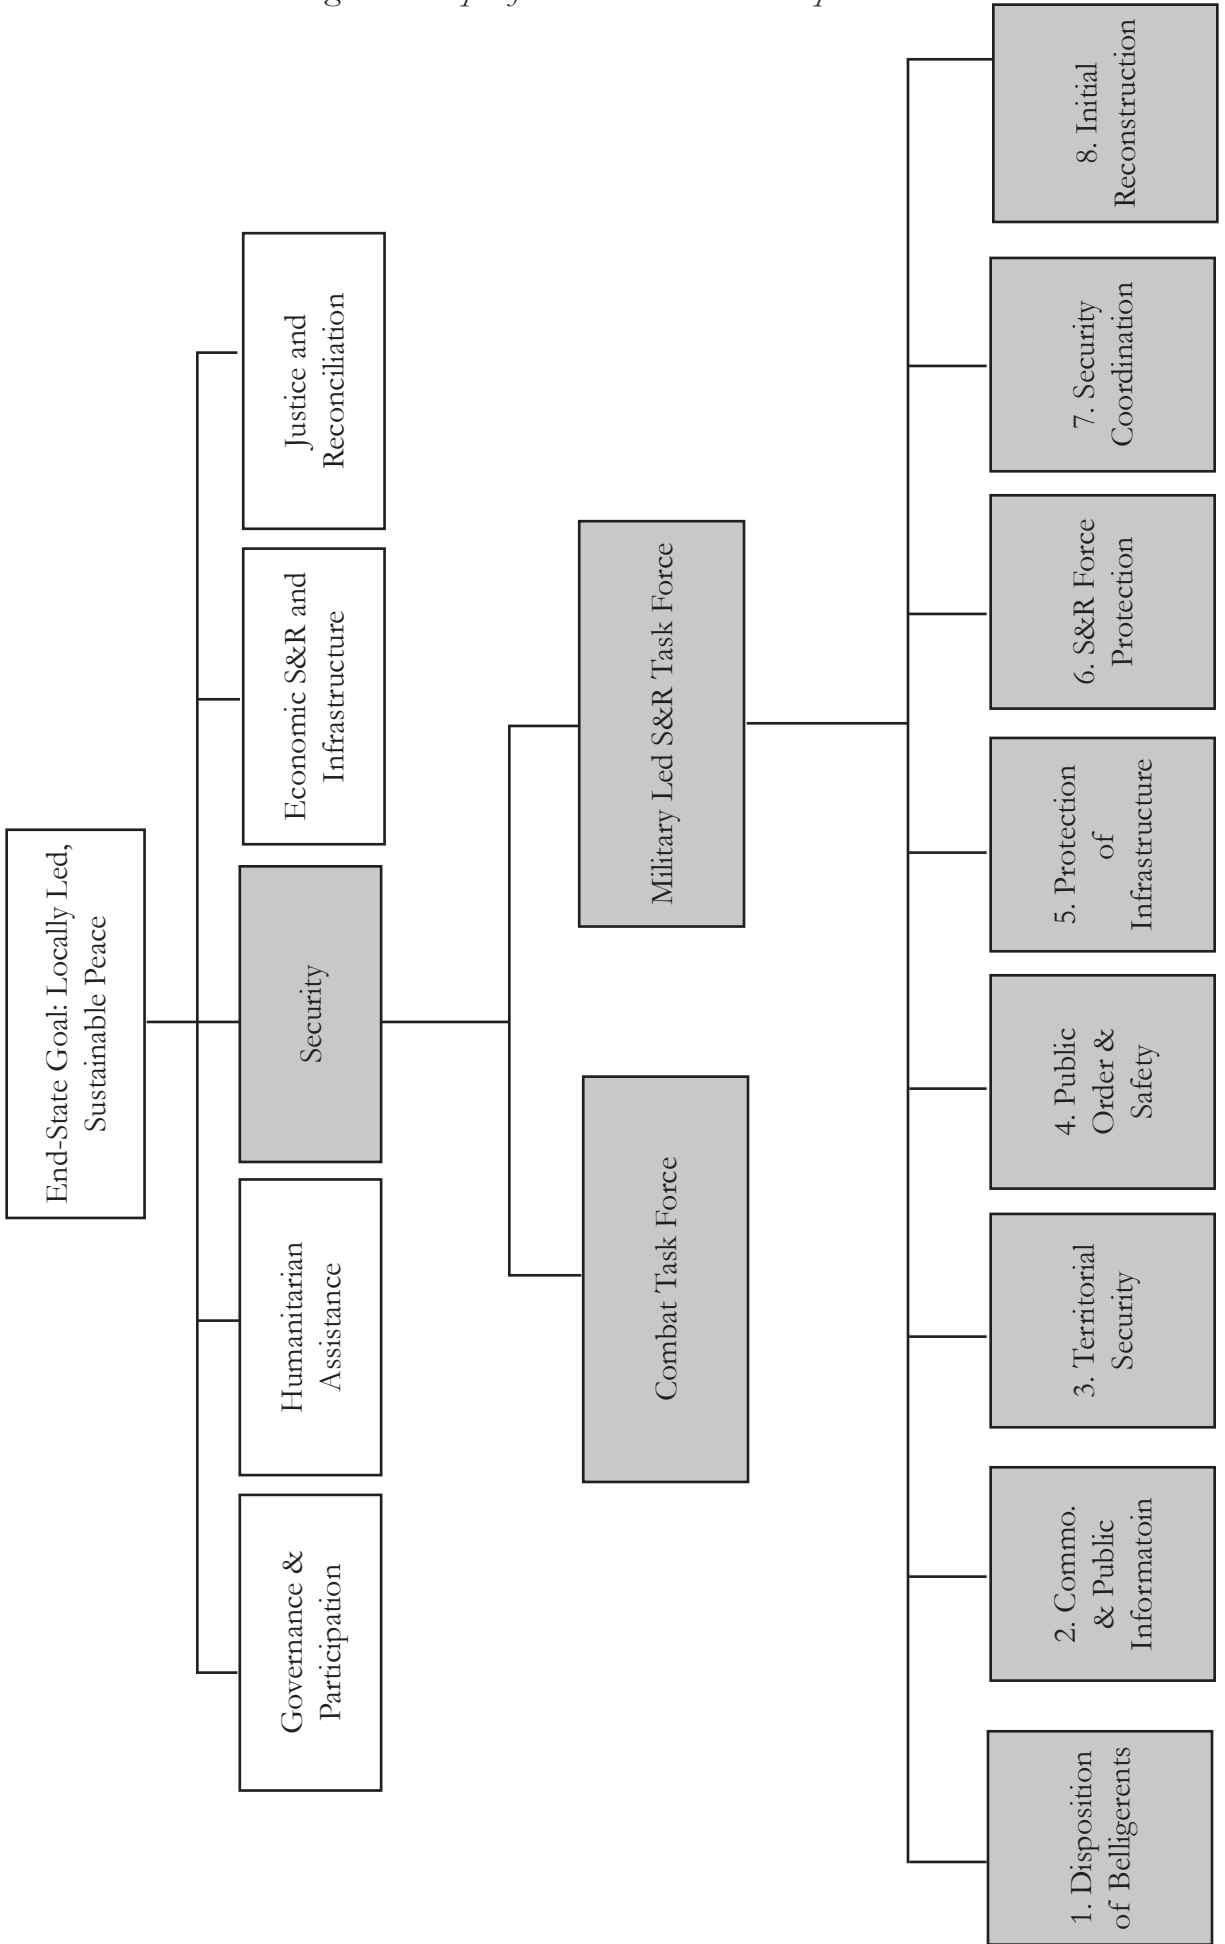 End-State Goal: Locally Led,
Sustainable Peace
Governance &
Participation
Humanitarian
Assistance
Security
Economic S&R and
Infrastructure
Justice and
Reconciliation
Combat Task Force
Military Led S&R Task Force
1. Disposition
of Belligerents
2. Commo.
& Public
Informatoin
3. Territorial
Security
4. Public
Order &
Safety
5. Protection
of
Infrastructure
6. S&R Force
Protection
7. Security
Coordination
8. Initial
Reconstruction